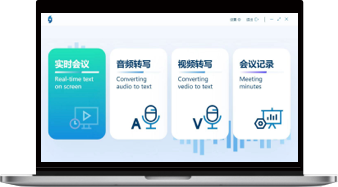 实时会议
Real-time text
on screen
音频转写
Converting
audio to text
A
视频转写
Converting
vedio to text
V
会议记录
Meeting
minutes